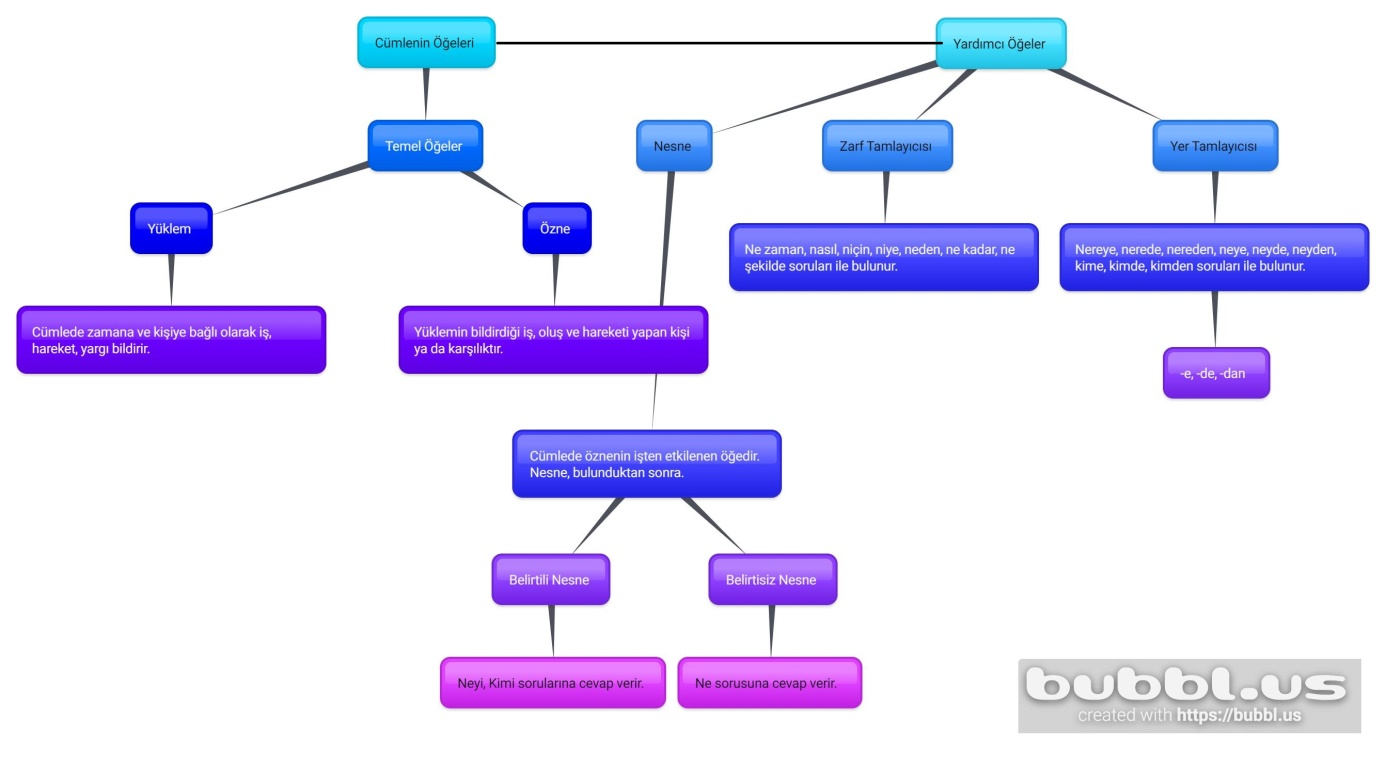 Cümlenin Öğeleri
Yardımcı Öğeler
Temel Öğeler
Nesne
Zarf Tamlayıcısı
Yer Tamlayıcısı
Yüklem
Özne
Ne zaman, nasıl, niçin, niye, neden, ne kadar, ne
şekilde soruları ile bulunur.
Nereye, nerede, nereden, neye, neyde, neyden,
kime, kimde, kimden soruları ile bulunur.
Cümlede zamana ve kişiye bağlı olarak iş,
hareket, yargı bildirir.
Yüklemin bildirdiği iş, oluş ve hareketi yapan kişi
ya da karşılıktır.
-e, -de, -dan
Cümlede öznenin işten etkilenen öğedir.
Nesne, bulunduktan sonra.
Belirtili Nesne
Belirtisiz Nesne
Neyi, Kimi sorularına cevap verir.
Ne sorusuna cevap verir.
bubbl.us
created with https://bubbl.us